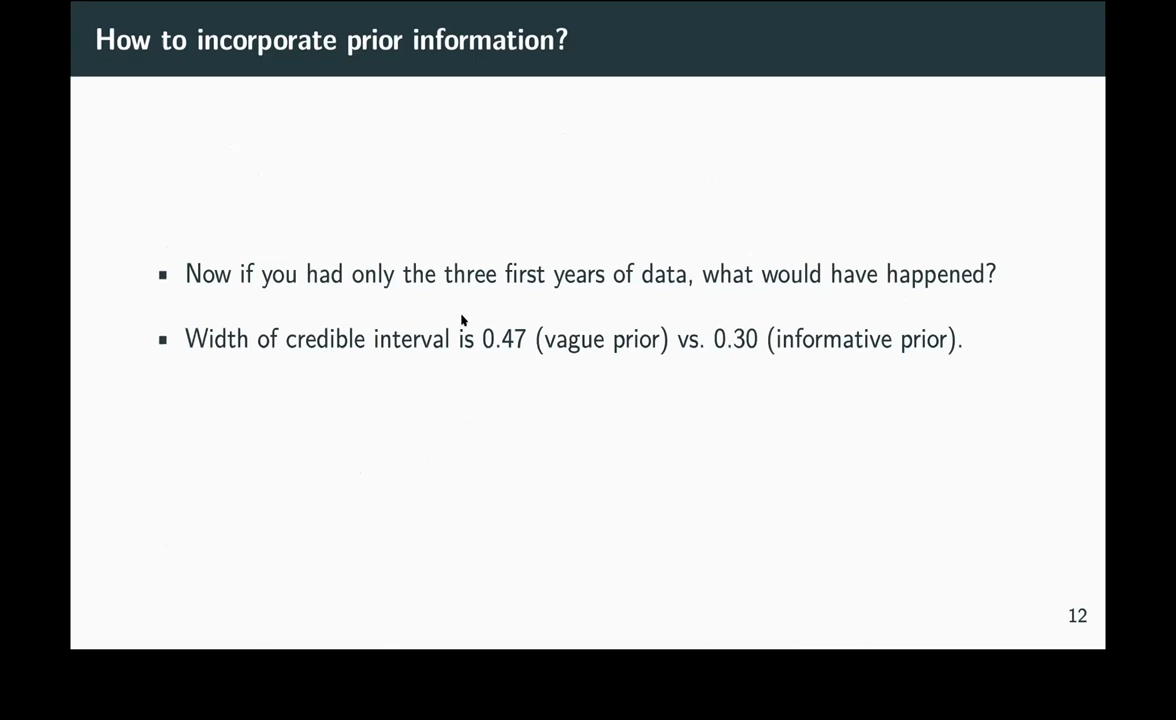 How to incorporate prior information?
▪ Now if you had only the three first years of data, what would have happened?
▪ Width of credible interval is 0.47 (vague prior) vs. 0.30 (informative prior).
12